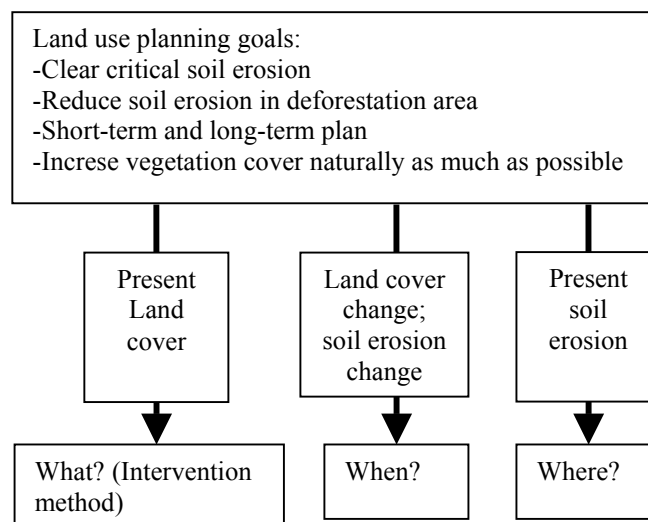 Land use planning goals:
-Clear critical soil erosion
-Reduce soil erosion in deforestation area
-Short-term and long-term plan
-Increse vegetation cover naturally as much as possible
Present
Land
cover
Land cover
change;
soil erosion
change
Present
soil
erosion
What? (Intervention
method)
When?
Where?